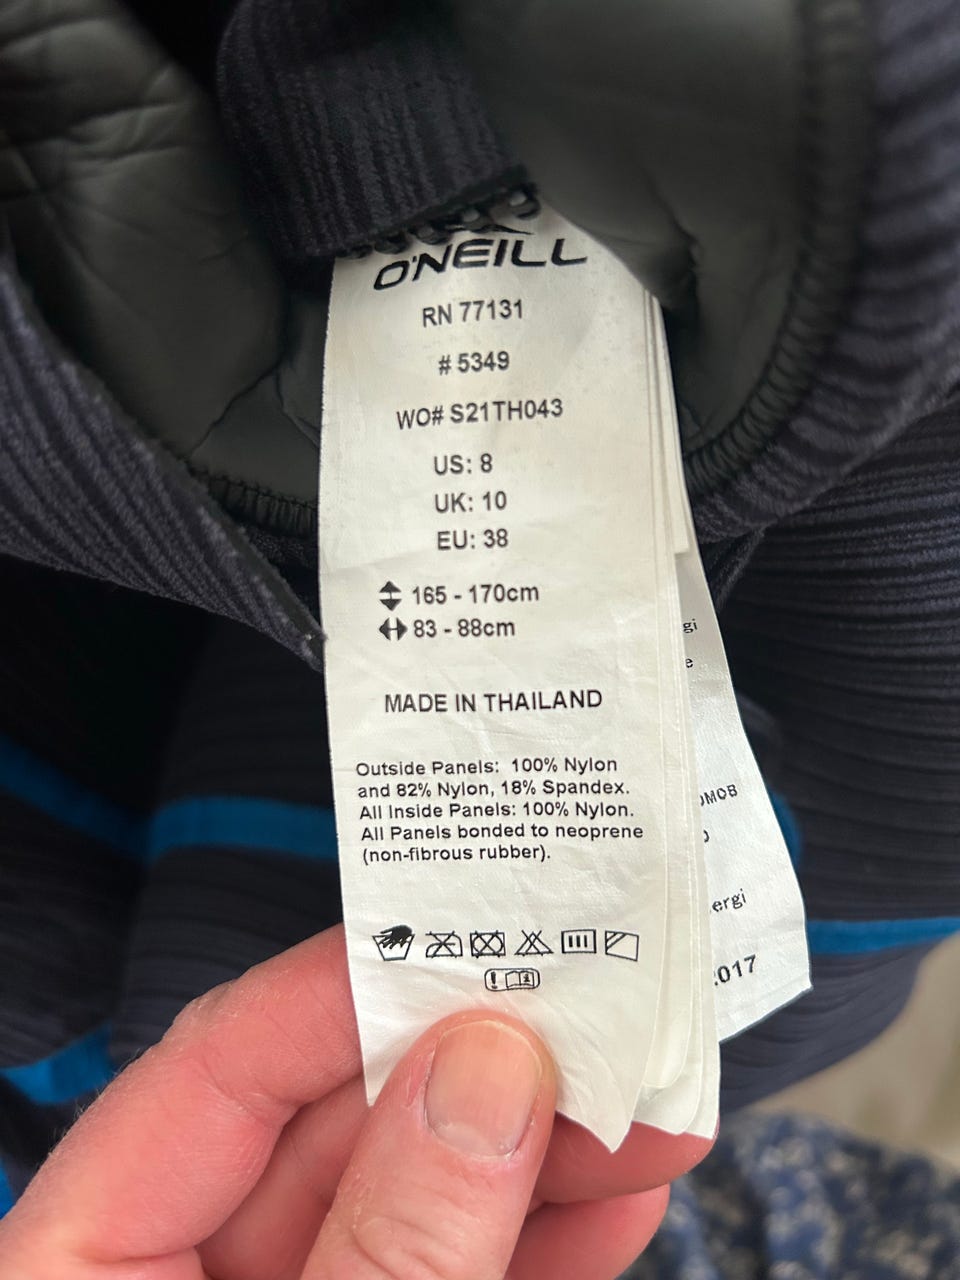 O'NEILL
RN 77131
# 5349
WO# S21TH043
US: 8
UK: 10
EU: 38
165 - 170cm
83 - 88cm
MADE IN THAILAND
Outside Panels: 100% Nylon
and 82% Nylon, 18% Spandex.
All Inside Panels: 100% Nylon.
All Panels bonded to neoprene
(non-fibrous rubber).